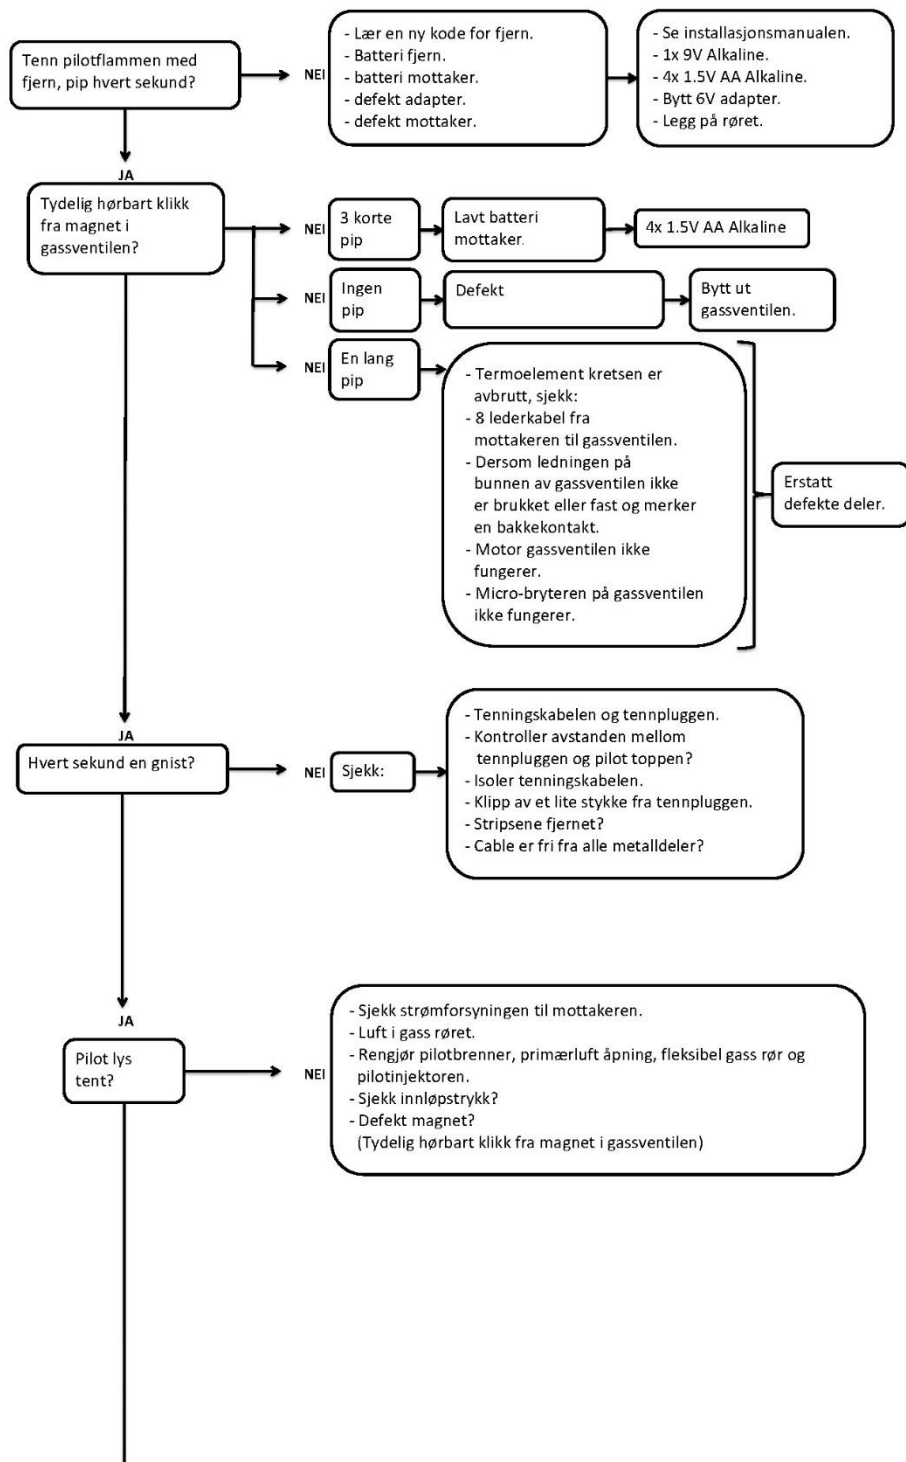 Tenn pilotflammen med
fjern, pip hvert sekund?
NEI
- Lær en ny kode for fjern.
- Batteri fjern.
- batteri mottaker.
- defekt adapter.
- defekt mottaker.
- Se installasjonsmanualen.
- 1x 9V Alkaline.
- 4x 1.5V AA Alkaline.
- Bytt 6V adapter.
- Legg på røret.
JA
Tydelig hørbart klikk
fra magnet i
gassventilen?
NEI
3 korte
pip
Lavt batteri
mottaker.
4x 1.5V AA Alkaline
NEI
Ingen
pip
Defekt
Bytt ut
gassventilen.
NEI
En lang
pip
- Termoelement kretsen er
avbrutt, sjekk:
- 8 lederkabel fra
mottakeren til gassventilen.
- Dersom ledningen på
bunnen av gassventilen ikke
er brukket eller fast og merker
en bakkekontakt.
- Motor gassventilen ikke
fungerer.
- Micro-bryteren på gassventilen
ikke fungerer.
Erstatt
defekte deler.
JA
Hvert sekund en gnist?
NEI
Sjekk:
- Tenningskabelen og tennpluggen.
- Kontroller avstanden mellom
tennpluggen og pilot toppen?
- Isoler tenningskabelen.
- Klipp av et lite stykke fra tennpluggen.
- Stripsene fjernet?
- Cable er fri fra alle metalldeler?
JA
Pilot lys
tent?
NEI
- Sjekk strømforsyningen til mottakeren.
- Luft i gass røret.
- Rengjør pilotbrenner, primærluft åpning, fleksibel gass rør og
pilotinjektoren.
- Sjekk innløpstrykk?
- Defekt magnet?
(Tydelig hørbart klikk fra magnet i gassventilen)